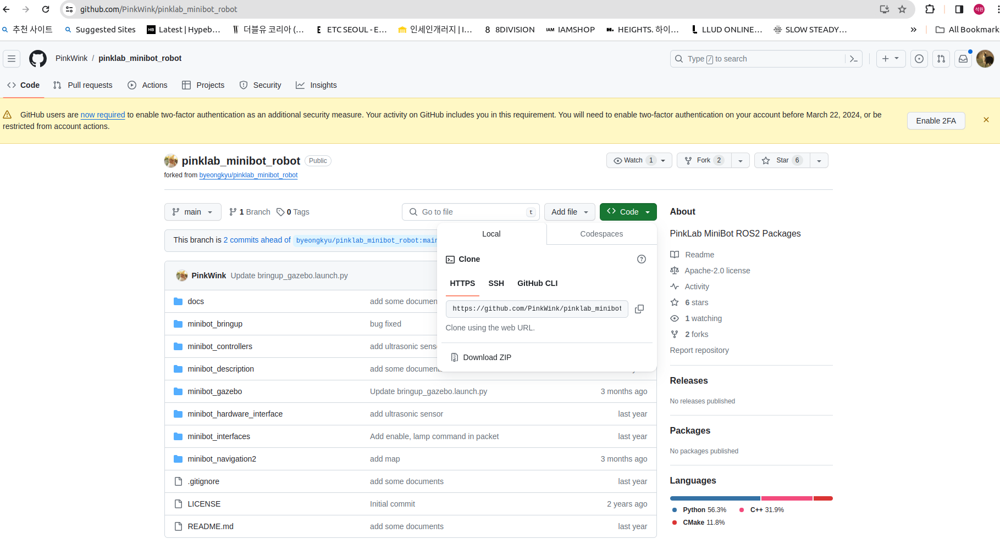 github.com/PinkWink/pinklab_minibot_robot
추천 사이트 Suggested Sites HB Latest | Hypeb... 더블유 코리아 (... E ETC SEOUL - E... 인세인개러지 | I... 8 8DIVISION IAM IAMSHOP H. HEIGHTS. 하이... L LLUD ONLINE... SLOW STEADY... » All Bookmark
PinkWink / pinklab_minibot_robot Type / to search 석원
Code Pull requests Actions Projects Security Insights
GitHub users are now required to enable two-factor authentication as an additional security measure. Your activity on GitHub includes you in this requirement. You will need to enable two-factor authentication on your account before March 22, 2024, or be
restricted from account actions.
Enable 2FA
pinklab_minibot_robot Public Watch 1 Fork 2 Star 6
forked from byeongkyu/pinklab_minibot_robot
main 1 Branch 0 Tags Go to file t Add file Code
This branch is 2 commits ahead of byeongkyu/pinklab_minibot_robot:main
Local Codespaces
Clone
HTTPS SSH GitHub CLI
https://github.com/PinkWink/pinklab_minibot
Clone using the web URL.
Download ZIP
PinkWink Update bringup_gazebo.launch.py
docs add some documen
minibot_bringup bug fixed
minibot_controllers add ultrasonic sens
minibot_description add some document
minibot_gazebo Update bringup_gazebo.launch.py 3 months ago
minibot_hardware_interface add ultrasonic sensor last year
minibot_interfaces Add enable, lamp command in packet last year
minibot_navigation2 add map 3 months ago
.gitignore add some documents last year
LICENSE Initial commit 2 years ago
README.md add some documents last year
About
PinkLab MiniBot ROS2 Packages
Readme
Apache-2.0 license
Activity
6 stars
1 watching
2 forks
Report repository
Releases
No releases published
Packages
No packages published
Languages
Python 56.3% C++ 31.9%
CMake 11.8%